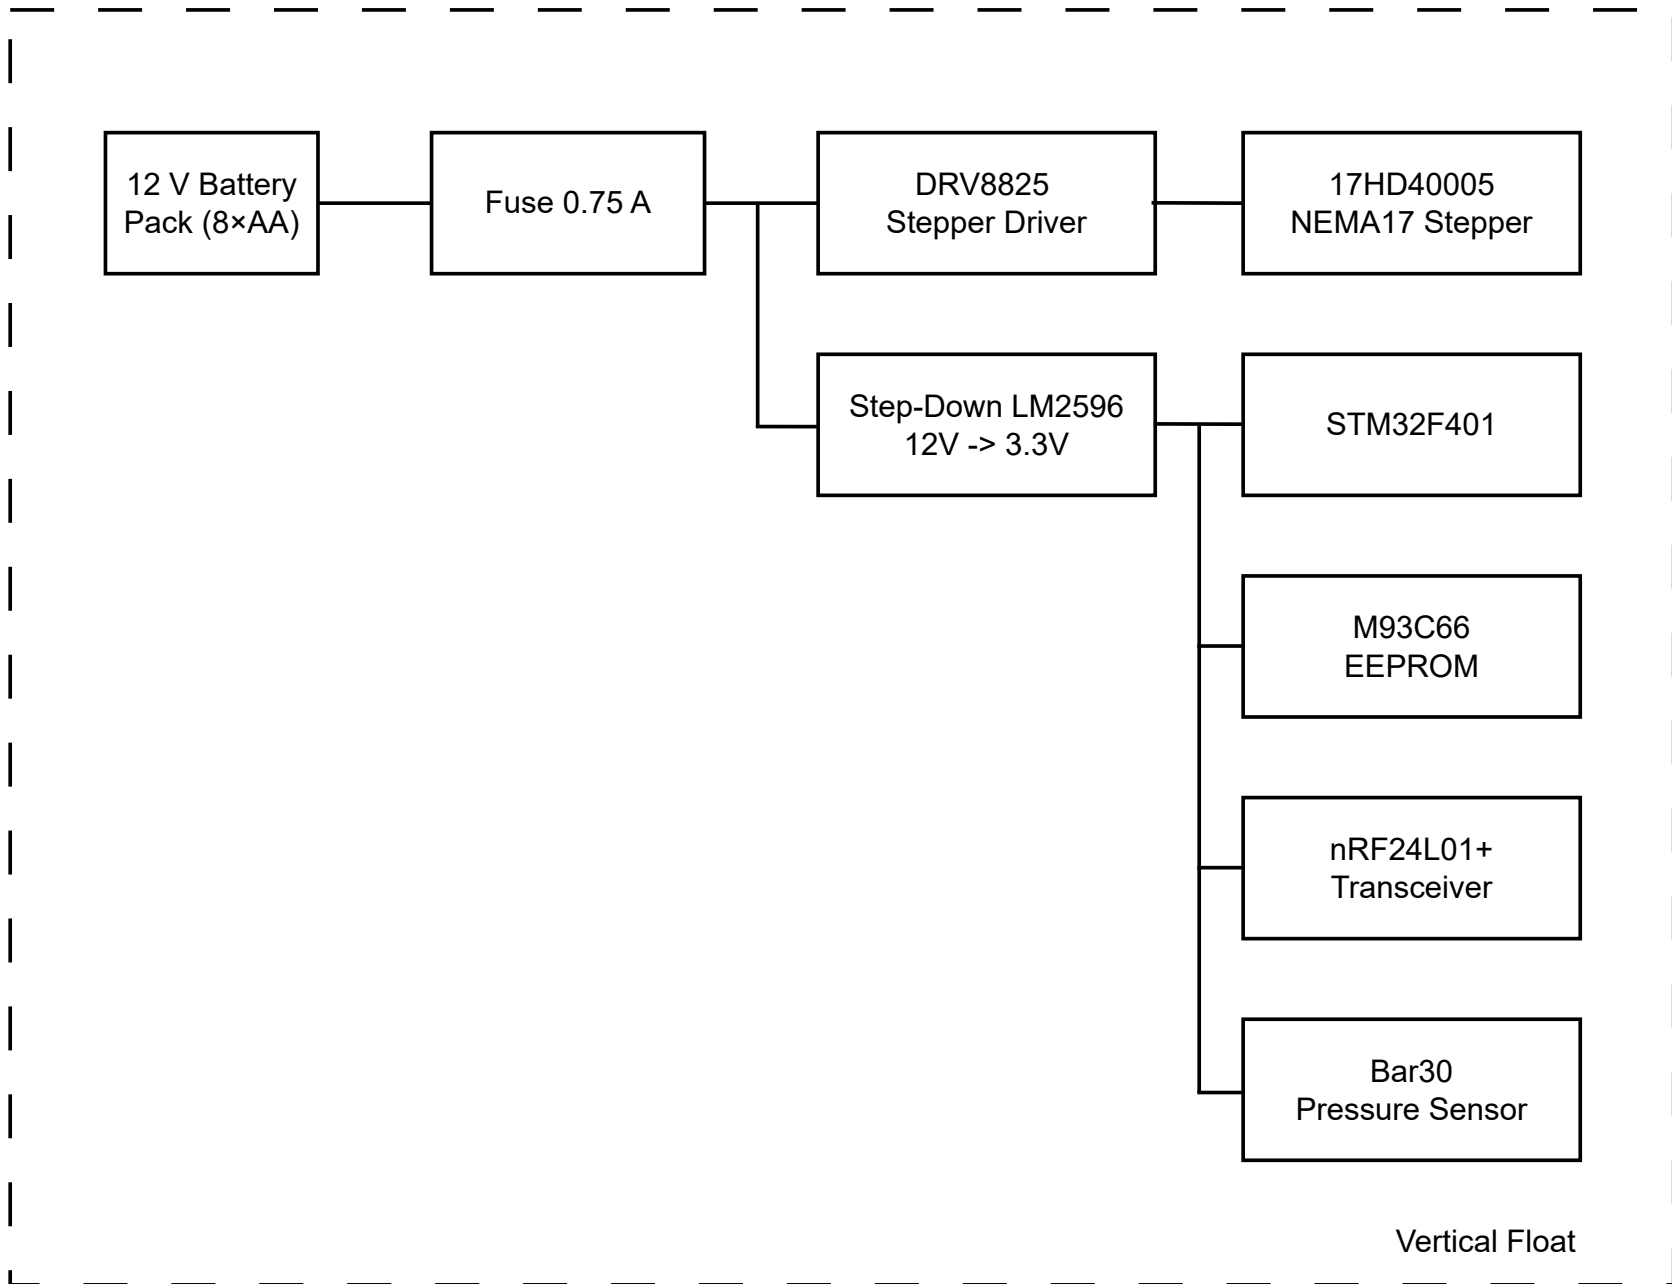 12 V Battery
Pack (8×AA)
Fuse 0.75 A
DRV8825
Stepper Driver
17HD40005
NEMA17 Stepper
Step-Down LM2596
12V -> 3.3V
STM32F401
M93C66
EEPROM
nRF24L01+
Transceiver
Bar30
Pressure Sensor
Vertical Float